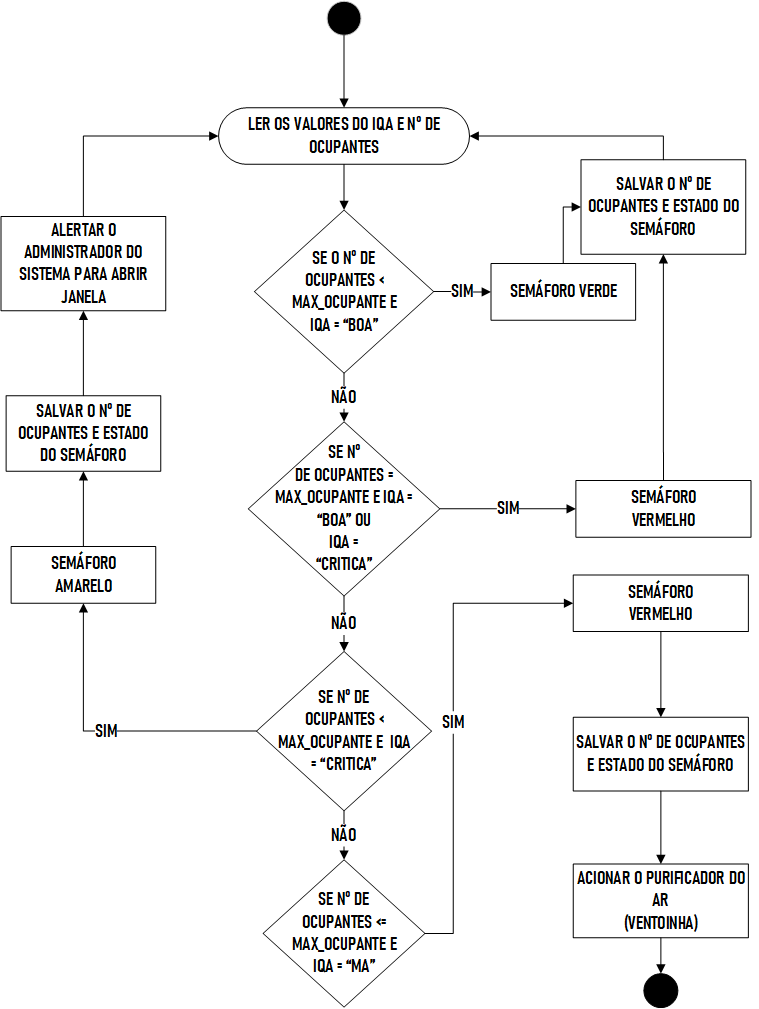 LER OS VALORES DO IQA E Nº DE
OCUPANTES
SALVAR O Nº DE
OCUPANTES E ESTADO DO
SEMÁFORO
ALERTAR O
ADMINISTRADOR DO
SISTEMA PARA ABRIR
JANELA
SE O Nº DE
OCUPANTES <
MAX_OCUPANTE E
IQA = “BOA”
SIM
SEMÁFORO VERDE
NÃO
SALVAR O Nº DE
OCUPANTES E ESTADO
DO SEMÁFORO
SE Nº
DE OCUPANTES =
MAX_OCUPANTE E IQA =
“BOA” OU
IQA =
“CRITICA”
SIM
SEMÁFORO
VERMELHO
SEMÁFORO
AMARELO
NÃO
SEMÁFORO
VERMELHO
SE Nº DE
OCUPANTES <
MAX_OCUPANTE E IQA
= “CRITICA”
SIM
SIM
SALVAR O Nº DE OCUPANTES
E ESTADO DO SEMÁFORO
NÃO
SE Nº DE
OCUPANTES <=
MAX_OCUPANTE E
IQA = “MA”
ACIONAR O PURIFICADOR DO
AR
(VENTOINHA)